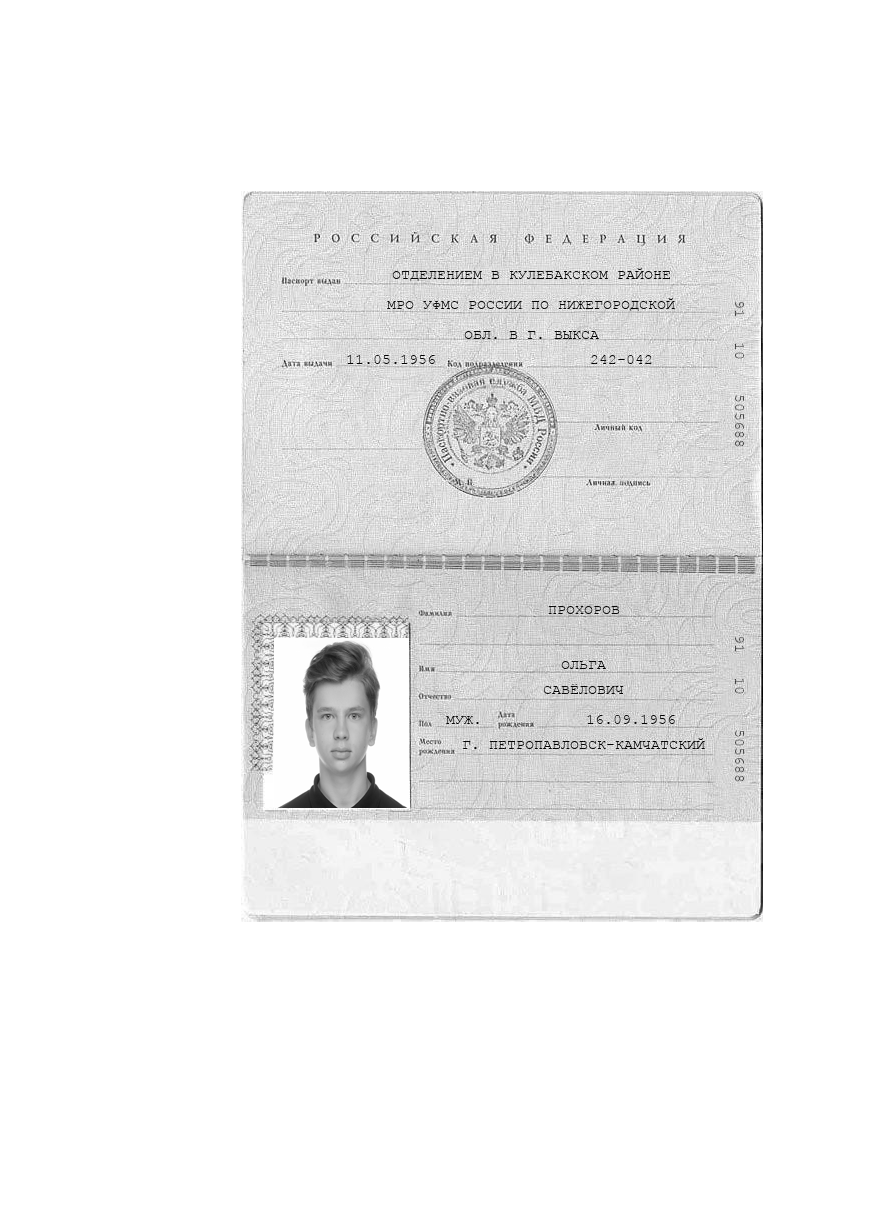 РОССИЙСКАЯ ФЕДЕРАЦИЯ
Паспорт выдан ОТДЕЛЕНИЕМ В КУЛЕБАКСКОМ РАЙОНЕ
МРО УФМС РОССИИ ПО НИЖЕГОРОДСКОЙ
ОБЛ. В Г. ВЫКСА
Дата выдачи 11.05.1956 Код подразделения 242-042
Паспортно-визовая служба МВД России
Личный код
М.П. Личная подпись
91 10 505688
Фамилия ПРОХОРОВ
Имя ОЛЬГА
Отчество САВЁЛОВИЧ
Пол МУЖ. Дата рождения 16.09.1956
Место рождения Г. ПЕТРОПАВЛОВСК-КАМЧАТСКИЙ
91 10 505688